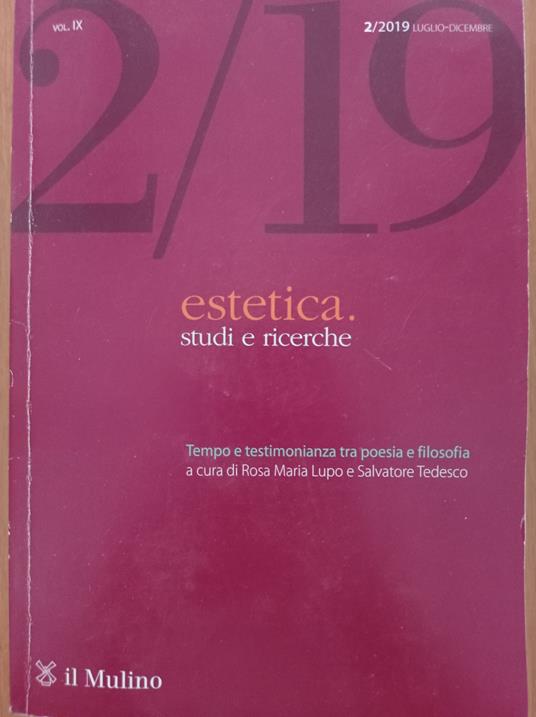 VOL. IX
2/2019 LUGLIO-DICEMBRE
2/19
estetica.
studi e ricerche
Tempo e testimonianza tra poesia e filosofia
a cura di Rosa Maria Lupo e Salvatore Tedesco
il Mulino